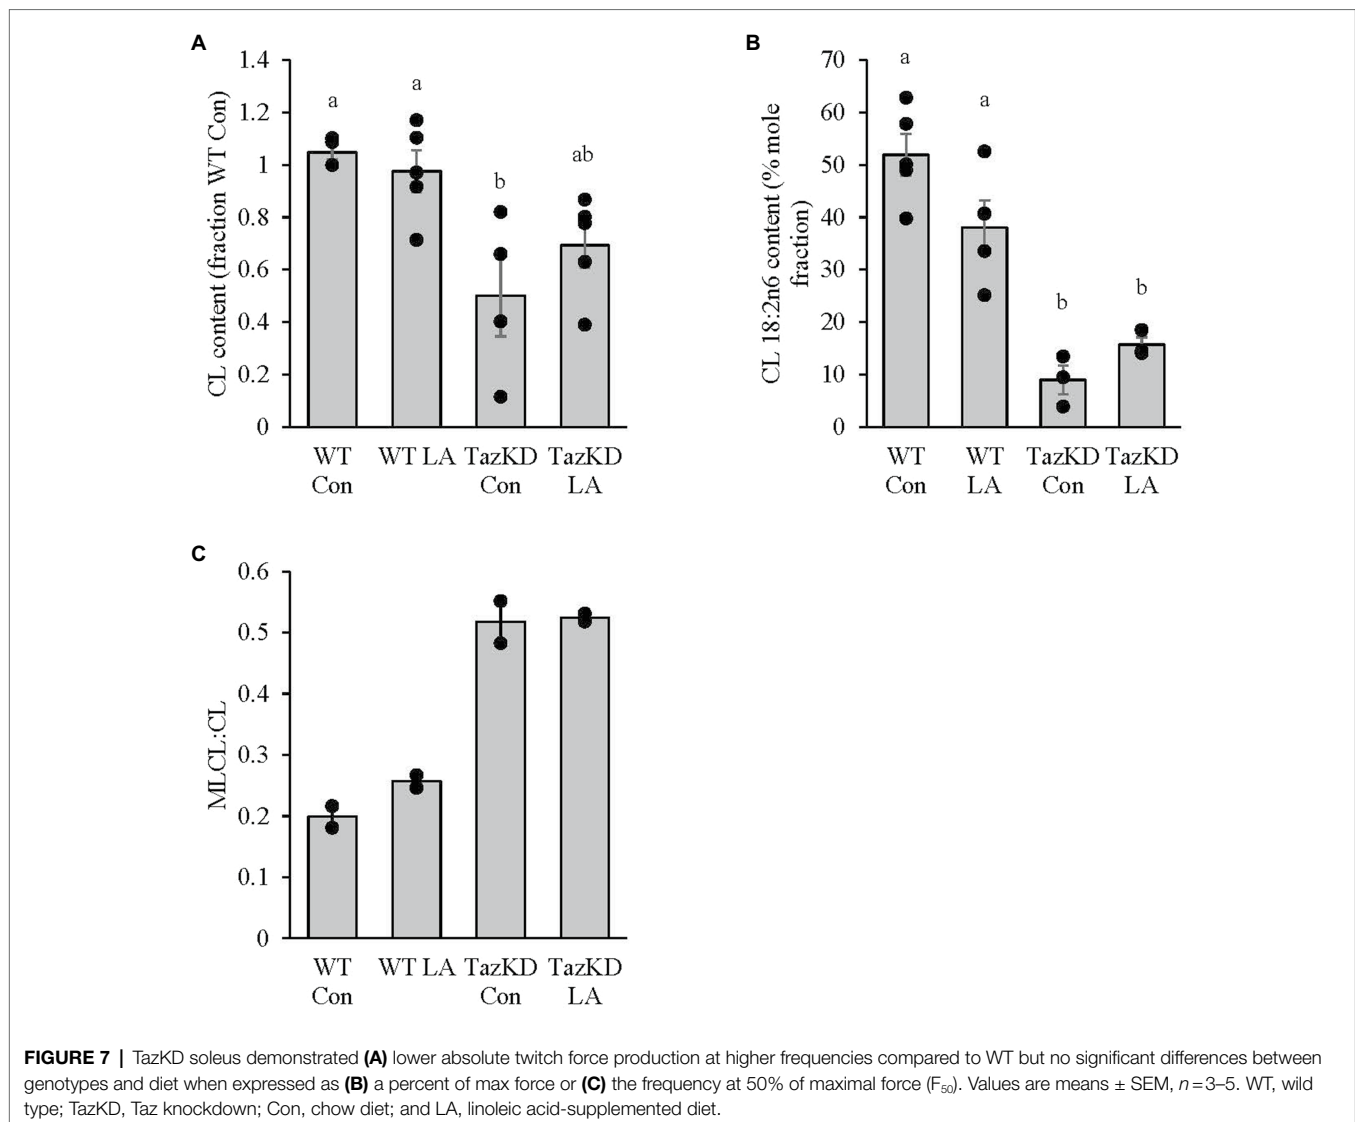 A
CL content (fraction WT Con)
1.4
1.2
1
0.8
0.6
0.4
0.2
0
a
a
b
ab
WT
Con
WT LA
TazKD
Con
TazKD
LA
B
CL 18:2n6 content (% mole
fraction)
70
60
50
40
30
20
10
0
a
a
b
b
WT
Con
WT
LA
TazKD
Con
TazKD
LA
C
MLCL:CL
0.6
0.5
0.4
0.3
0.2
0.1
0
WT
Con
WT LA
TazKD
Con
TazKD
LA
FIGURE 7 | TazKD soleus demonstrated (A) lower absolute twitch force production at higher frequencies compared to WT but no significant differences between
genotypes and diet when expressed as (B) a percent of max force or (C) the frequency at 50% of maximal force (F₅₀). Values are means ± SEM, n = 3–5. WT, wild
type; TazKD, Taz knockdown; Con, chow diet; and LA, linoleic acid-supplemented diet.